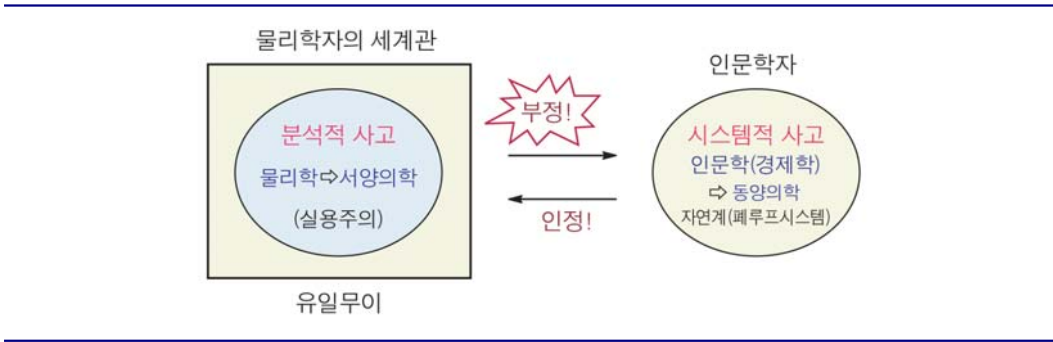 물리학자의 세계관
분석적 사고
물리학⇨서양의학
(실용주의)
유일무이
부정!
인정!
인문학자
시스템적 사고
인문학(경제학)
⇨ 동양의학
자연계(폐루프시스템)